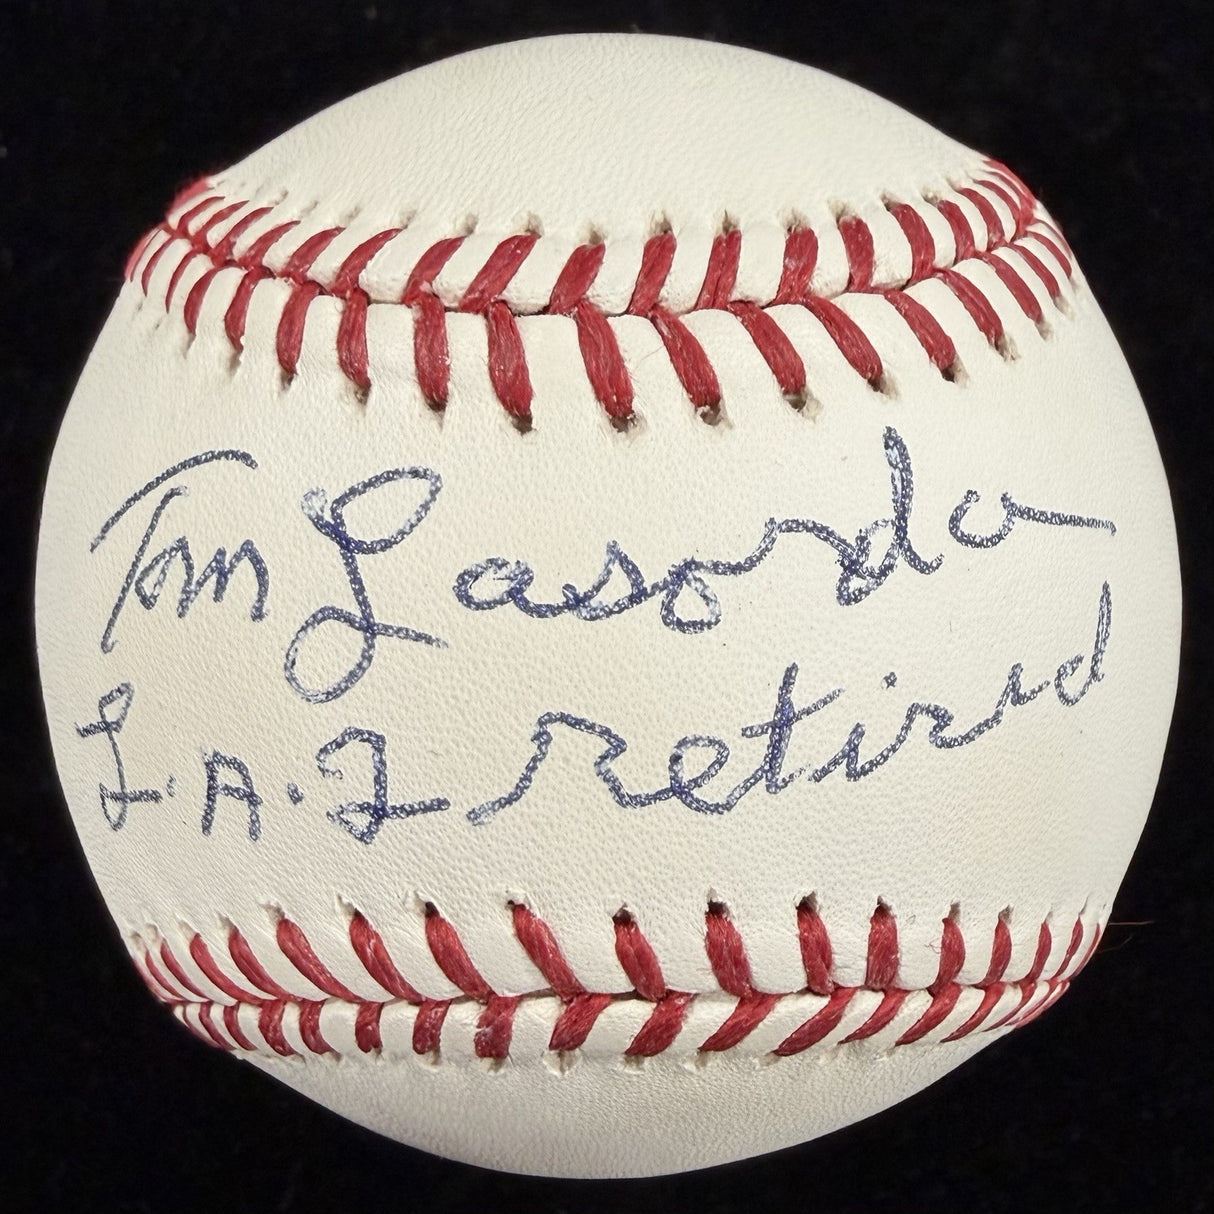 Tom Lasorda
L.A. 2 retired